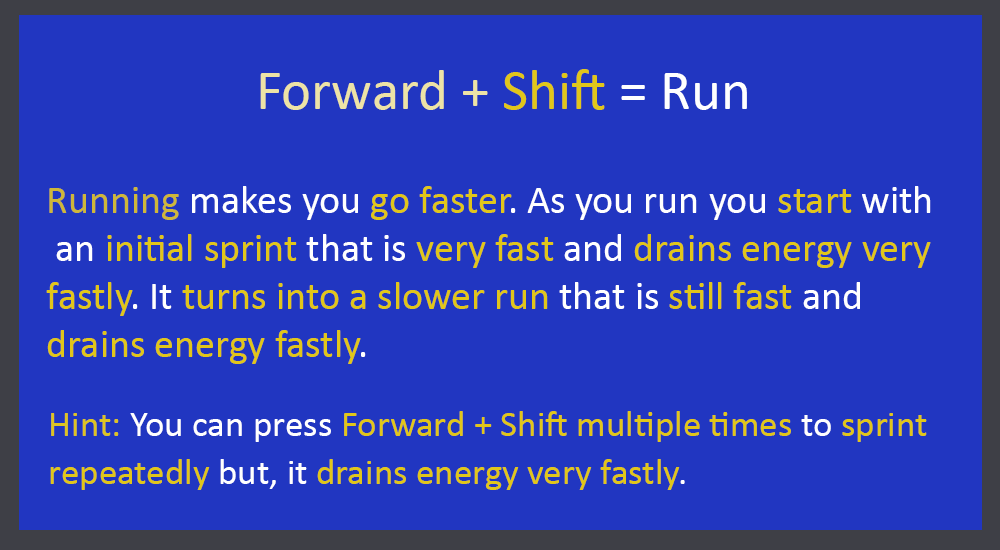 Forward + Shift = Run
Running makes you go faster. As you run you start with
an initial sprint that is very fast and drains energy very
fastly. It turns into a slower run that is still fast and
drains energy fastly.
Hint: You can press Forward + Shift multiple times to sprint
repeatedly but, it drains energy very fastly.